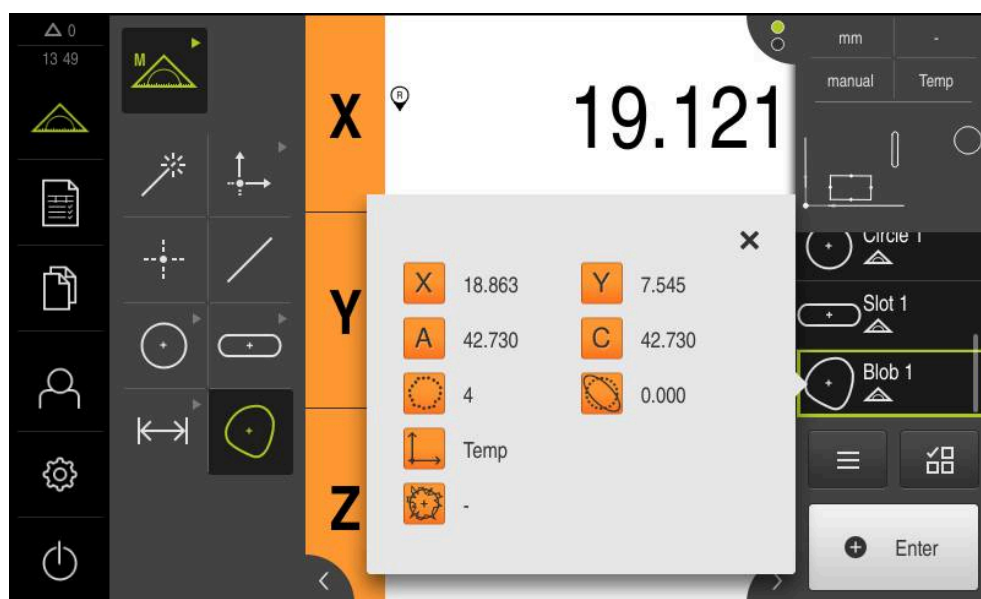 0
13 49
M
X
R
19.121
mm
-
manual
Temp
Circle 1
Slot 1
Blob 1
Y
Z
X 18.863 Y 7.545
A 42.730 C 42.730
4 0.000
Temp
-
Enter